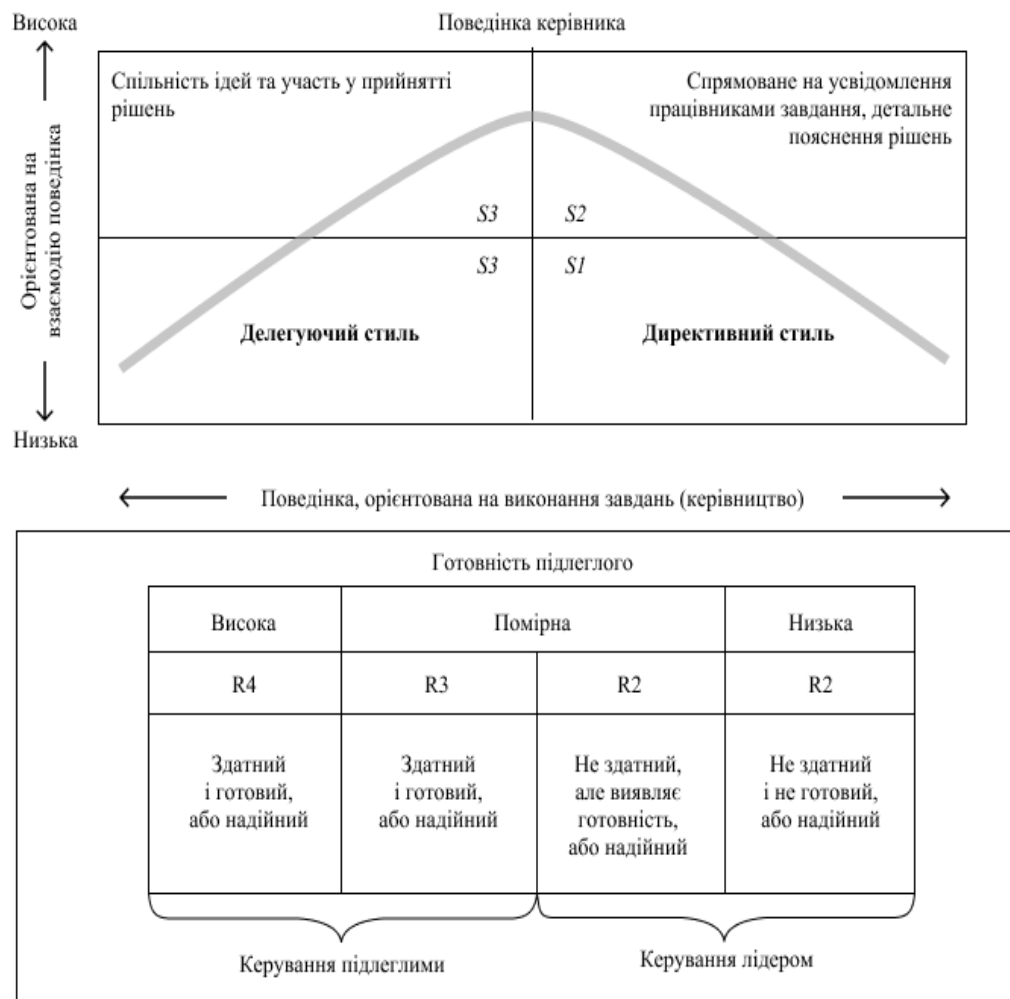 Висока
Поведінка керівника
Спільність ідей та участь у прийнятті
рішень
Спрямоване на усвідомлення
працівниками завдання, детальне
пояснення рішень
Орієнтована на
взаємодію поведінка
S3
S2
S3
S1
Делегуючий стиль
Директивний стиль
Низька
Поведінка, орієнтована на виконання завдань (керівництво)
Готовність підлеглого
Висока
Помірна
Низька
R4
R3
R2
R2
Здатний
і готовий,
або надійний
Здатний
і готовий,
або надійний
Не здатний,
але виявляє
готовність,
або надійний
Не здатний
і не готовий,
або надійний
Керування підлеглими
Керування лідером